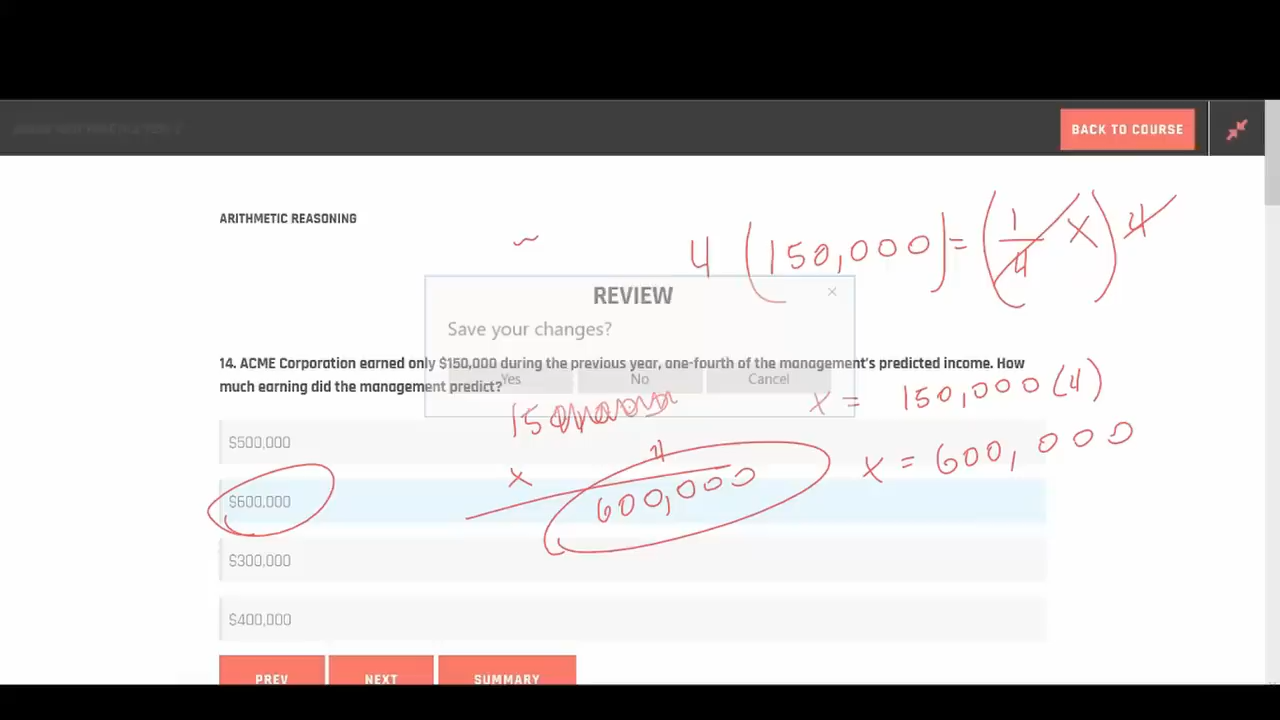 BACK TO COURSE
ARITHMETIC REASONING
4 (150,000) = (1/4 x) 4
REVIEW
Save your changes?
Yes No Cancel
14. ACME Corporation earned only $150,000 during the previous year, one-fourth of the management's predicted income. How
much earning did the management predict?
x = 150,000 (4)
$500,000
x 4
x = 600,000
$600,000
600,000
$300,000
$400,000
PREV NEXT SUMMARY